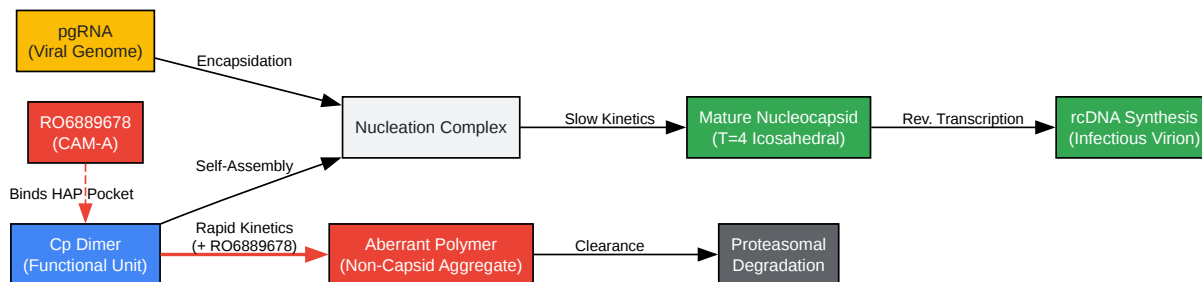 pgRNA
(Viral Genome)
Encapsidation
RO6889678
(CAM-A)
Nucleation Complex
Slow Kinetics
Mature Nucleocapsid
(T=4 Icosahedral)
Rev. Transcription
rcDNA Synthesis
(Infectious Virion)
Self-Assembly
Binds HAP Pocket
Cp Dimer
(Functional Unit)
Rapid Kinetics
(+ RO6889678)
Aberrant Polymer
(Non-Capsid Aggregate)
Clearance
Proteasomal
Degradation